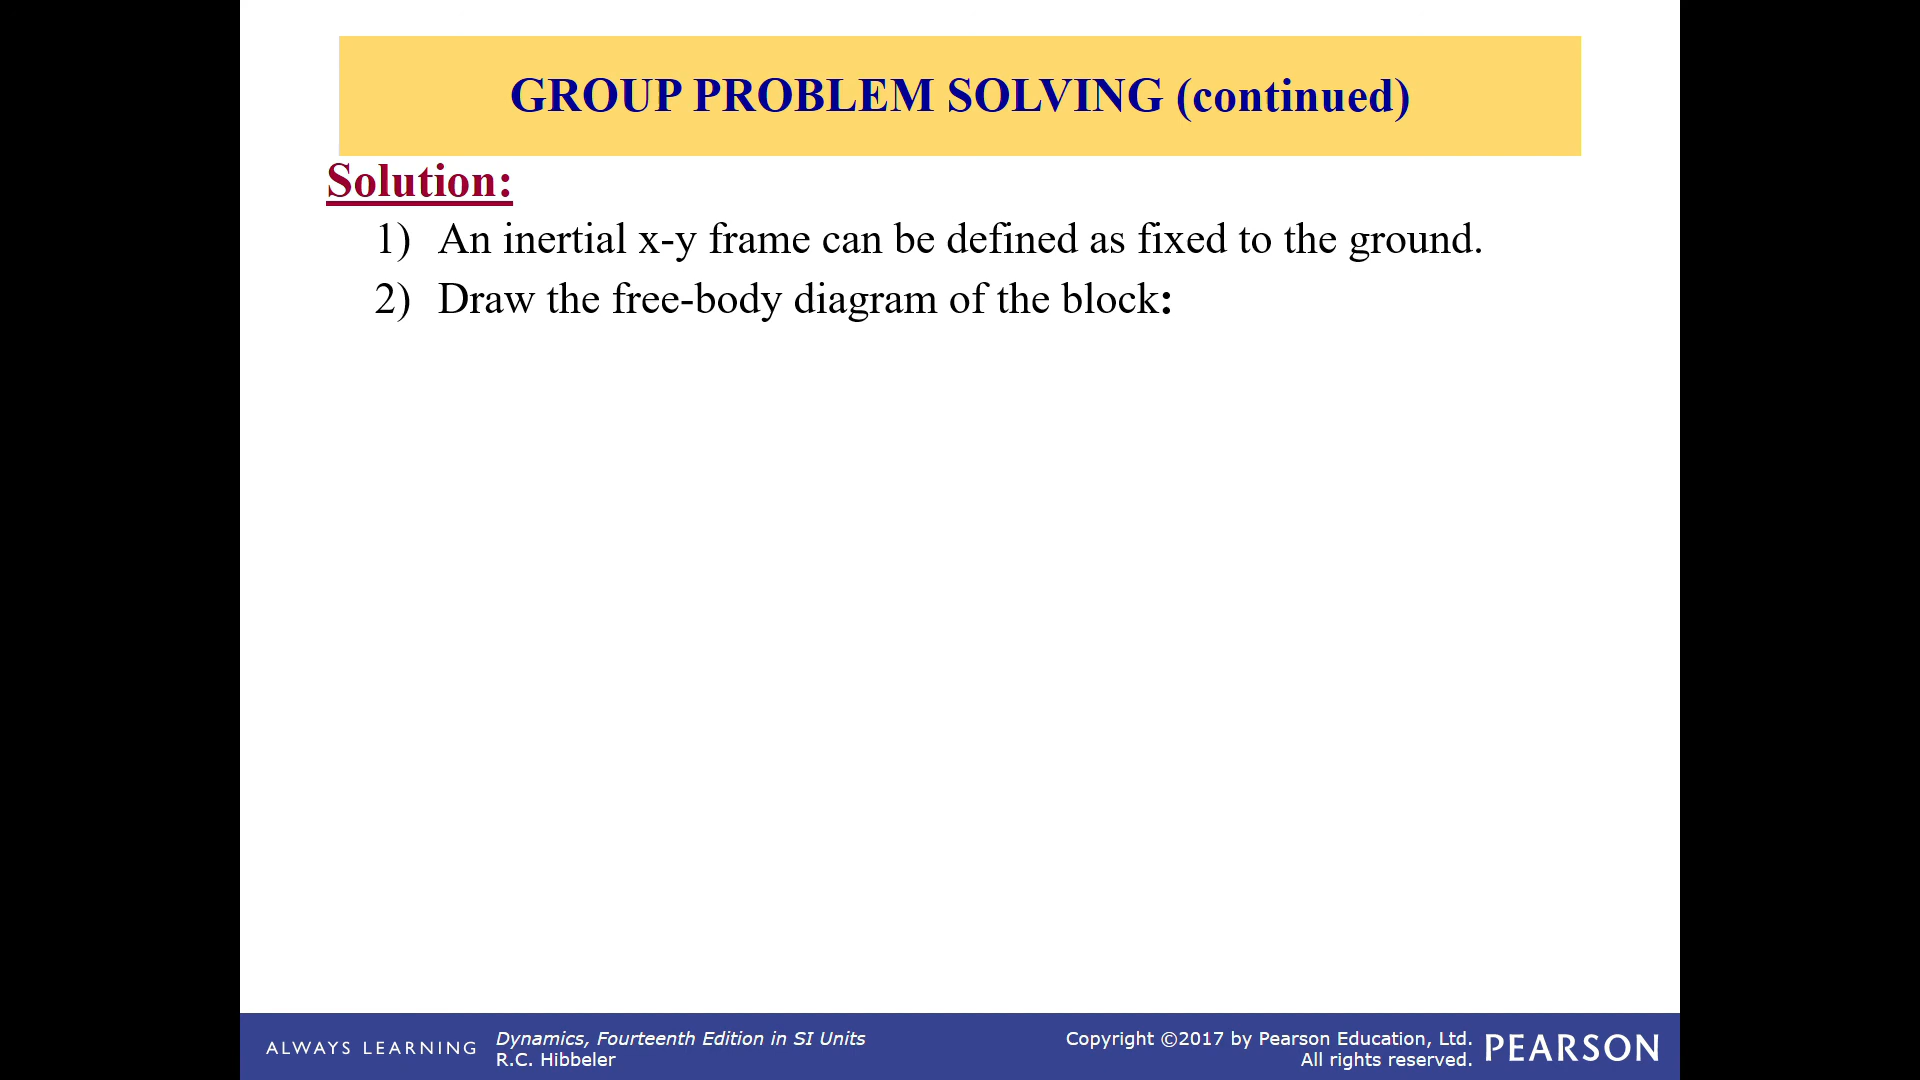 GROUP PROBLEM SOLVING (continued)
Solution:
1) An inertial x-y frame can be defined as fixed to the ground.
2) Draw the free-body diagram of the block:
ALWAYS LEARNING
Dynamics, Fourteenth Edition in SI Units
R.C. Hibbeler
Copyright ©2017 by Pearson Education, Ltd.
All rights reserved.
PEARSON